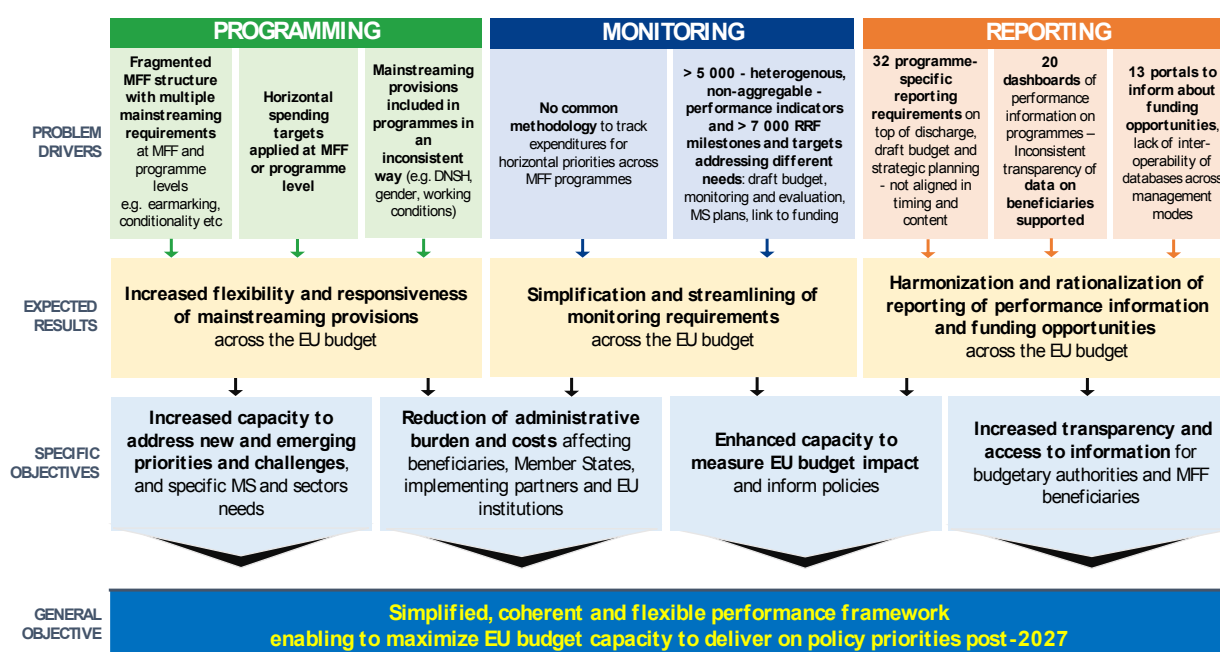 PROGRAMMING
MONITORING
REPORTING
PROBLEM
DRIVERS
Fragmented
MFF structure
with multiple
mainstreaming
requirements
at MFF and
programme
levels
e.g. earmarking,
conditionality etc
Horizontal
spending
targets
applied at MFF
or programme
level
Mainstreaming
provisions
included in
programmes in
an
inconsistent
way (e.g. DNSH,
gender, working
conditions)
No common
methodology to track
expenditures for
horizontal priorities across
MFF programmes
> 5 000 - heterogenous,
non-aggregable -
performance indicators
and > 7 000 RRF
milestones and targets
addressing different
needs: draft budget,
monitoring and evaluation,
MS plans, link to funding
32 programme-
specific
reporting
requirements on
top of discharge,
draft budget and
strategic planning
- not aligned in
timing and
content
20
dashboards of
performance
information on
programmes –
Inconsistent
transparency of
data on
beneficiaries
supported
13 portals to
inform about
funding
opportunities,
lack of inter-
operability of
databases across
management
modes
EXPECTED
RESULTS
Increased flexibility and responsiveness
of mainstreaming provisions
across the EU budget
Simplification and streamlining of
monitoring requirements
across the EU budget
Harmonization and rationalization of
reporting of performance information
and funding opportunities
across the EU budget
SPECIFIC
OBJECTIVES
Increased capacity to
address new and emerging
priorities and challenges,
and specific MS and sectors
needs
Reduction of administrative
burden and costs affecting
beneficiaries, Member States,
implementing partners and EU
institutions
Enhanced capacity to
measure EU budget impact
and inform policies
Increased transparency and
access to information for
budgetary authorities and MFF
beneficiaries
GENERAL
OBJECTIVE
Simplified, coherent and flexible performance framework
enabling to maximize EU budget capacity to deliver on policy priorities post-2027